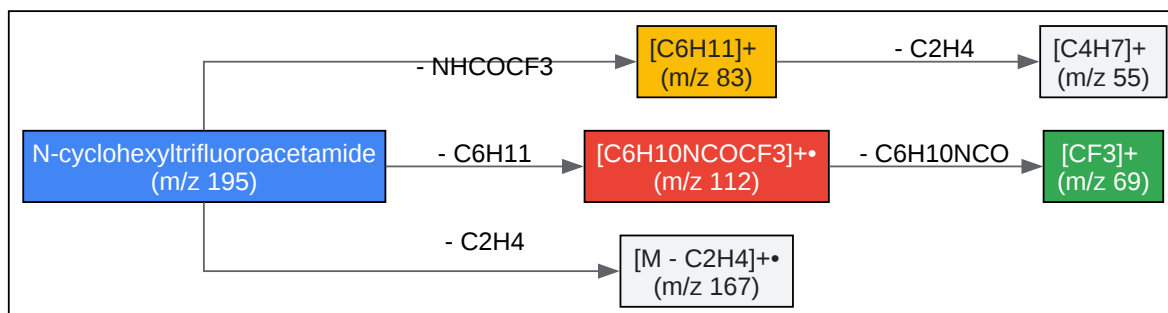 - NHCOCF3
[C6H11]+
(m/z 83)
- C2H4
[C4H7]+
(m/z 55)
N-cyclohexyltrifluoroacetamide
(m/z 195)
- C6H11
[C6H10NCOCF3]+•
(m/z 112)
- C6H10NCO
[CF3]+
(m/z 69)
- C2H4
[M - C2H4]+•
(m/z 167)